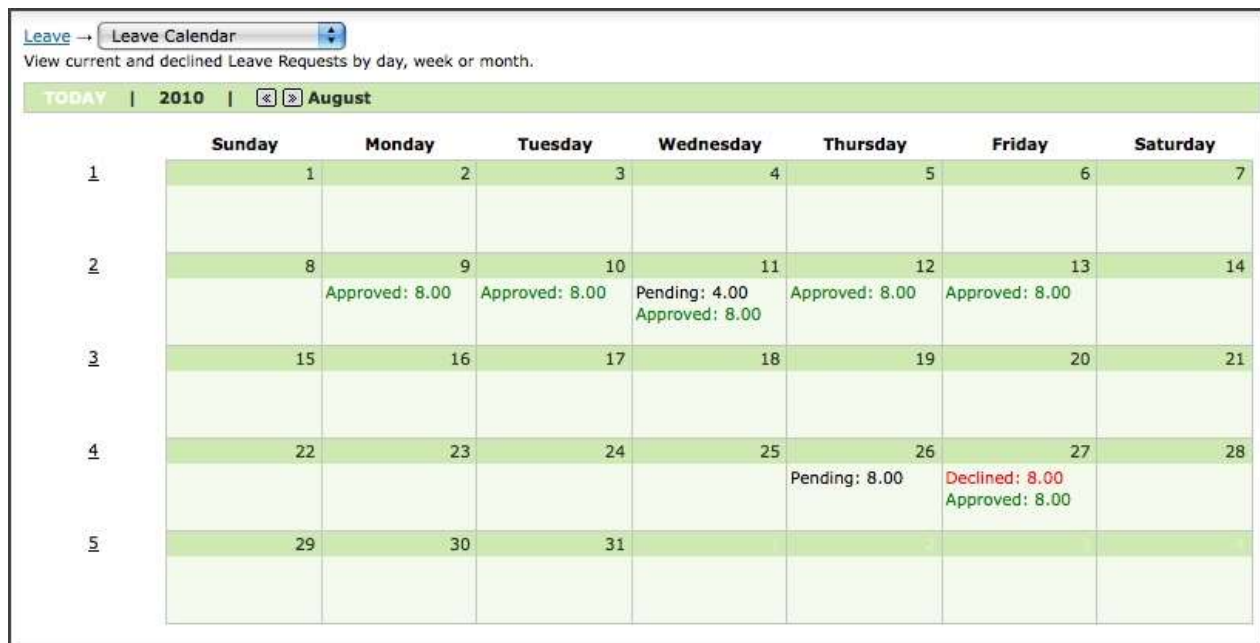 Leave → Leave Calendar
View current and declined Leave Requests by day, week or month.
TODAY | 2010 | « » August
Sunday Monday Tuesday Wednesday Thursday Friday Saturday
1 1 2 3 4 5 6 7
2 8 9 10 11 12 13 14
Approved: 8.00 Approved: 8.00 Pending: 4.00 Approved: 8.00 Approved: 8.00
Approved: 8.00
3 15 16 17 18 19 20 21
4 22 23 24 25 26 27 28
Pending: 8.00 Declined: 8.00
Approved: 8.00
5 29 30 31